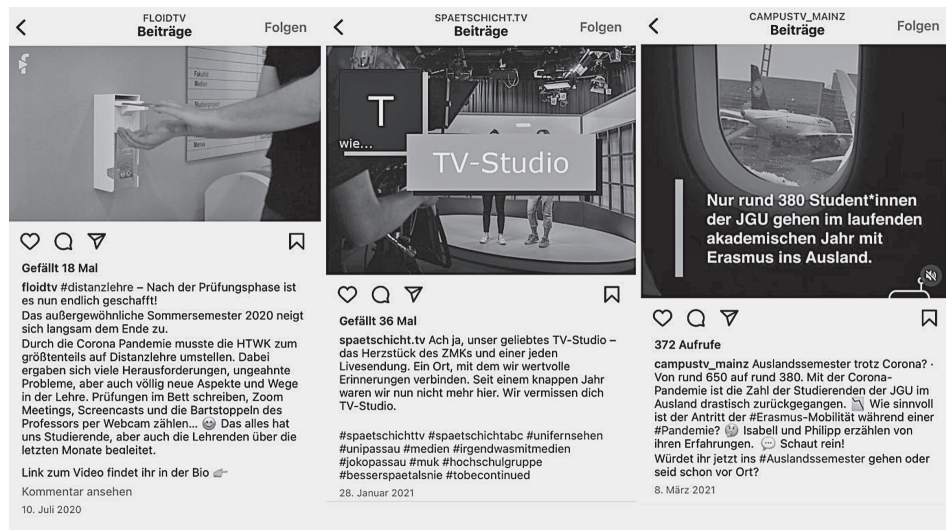 FLOIDTV
Beiträge
Folgen
Fakultät
Medien
Gefällt 18 Mal
floidtv #distanzlehre – Nach der Prüfungsphase ist
es nun endlich geschafft!
Das außergewöhnliche Sommersemester 2020 neigt
sich langsam dem Ende zu.
Durch die Corona Pandemie musste die HTWK zum
größtenteils auf Distanzlehre umstellen. Dabei
ergaben sich viele Herausforderungen, ungeahnte
Probleme, aber auch völlig neue Aspekte und Wege
in der Lehre. Prüfungen im Bett schreiben, Zoom
Meetings, Screencasts und die Bartstoppeln des
Professors per Webcam zählen... 😀 Das alles hat
uns Studierende, aber auch die Lehrenden über die
letzten Monate begleitet.
Link zum Video findet ihr in der Bio 👉
Kommentar ansehen
10. Juli 2020
SPAETSCHICHT.TV
Beiträge
Folgen
T
wie...
TV-Studio
Gefällt 36 Mal
spaetschicht.tv Ach ja, unser geliebtes TV-Studio –
das Herzstück des ZMKs und einer jeden
Livesendung. Ein Ort, mit dem wir wertvolle
Erinnerungen verbinden. Seit einem knappen Jahr
waren wir nun nicht mehr hier. Wir vermissen dich
TV-Studio.
#spaetschichttv #spaetschichtabc #unifernsehen
#unipassau #medien #irgendwasmitmedien
#jokopassau #muk #hochschulgruppe
#besserspaetalsnie #tobecontinued
28. Januar 2021
CAMPUSTV_MAINZ
Beiträge
Folgen
Nur rund 380 Student*innen
der JGU gehen im laufenden
akademischen Jahr mit
Erasmus ins Ausland.
372 Aufrufe
campustv_mainz Auslandssemester trotz Corona? ·
Von rund 650 auf rund 380. Mit der Corona-
Pandemie ist die Zahl der Studierenden der JGU im
Ausland drastisch zurückgegangen. 📉 Wie sinnvoll
ist der Antritt der #Erasmus-Mobilität während einer
#Pandemie? 🤔 Isabell und Philipp erzählen von
ihren Erfahrungen. 😊 Schaut rein!
Würdet ihr jetzt ins #Auslandssemester gehen oder
seid schon vor Ort?
8. März 2021